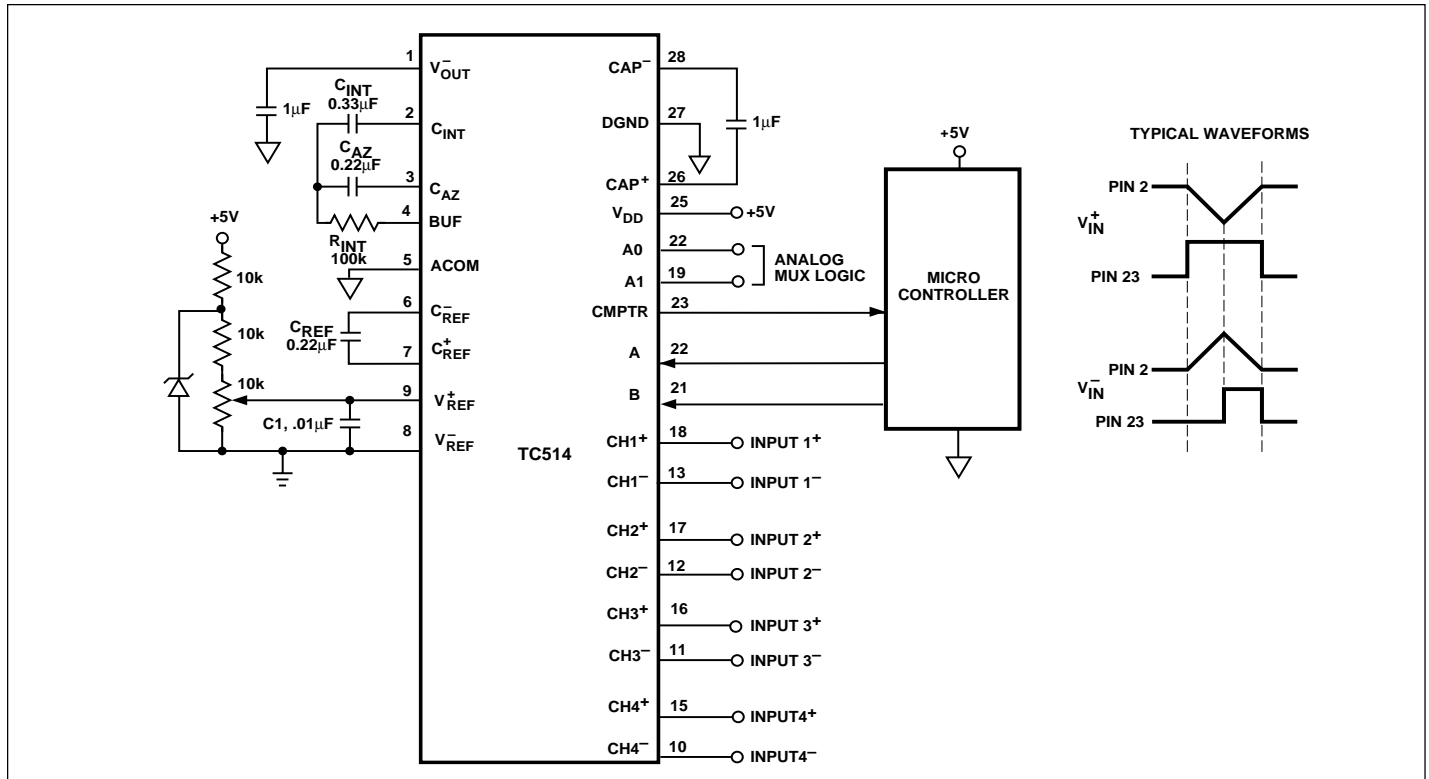 1
V⁻OUT
1µF
CINT
0.33µF
2
CINT
CAZ
0.22µF
3
CAZ
4
BUF
RINT
100k
5
ACOM
6
C⁻REF
CREF
0.22µF
7
C⁺REF
+5V
10k
10k
10k
9
V⁺REF
C1, .01µF
8
V⁻REF
TC514
CAP⁻
28
DGND
27
1µF
CAP⁺
26
VDD
25
+5V
A0
22
A1
19
ANALOG
MUX LOGIC
CMPTR
23
A
22
B
21
CH1⁺
18
INPUT 1⁺
CH1⁻
13
INPUT 1⁻
CH2⁺
17
INPUT 2⁺
CH2⁻
12
INPUT 2⁻
CH3⁺
16
INPUT 3⁺
CH3⁻
11
INPUT 3⁻
CH4⁺
15
INPUT4⁺
CH4⁻
10
INPUT4⁻
+5V
MICRO
CONTROLLER
TYPICAL WAVEFORMS
PIN 2
V⁺IN
PIN 23
PIN 2
V⁻IN
PIN 23